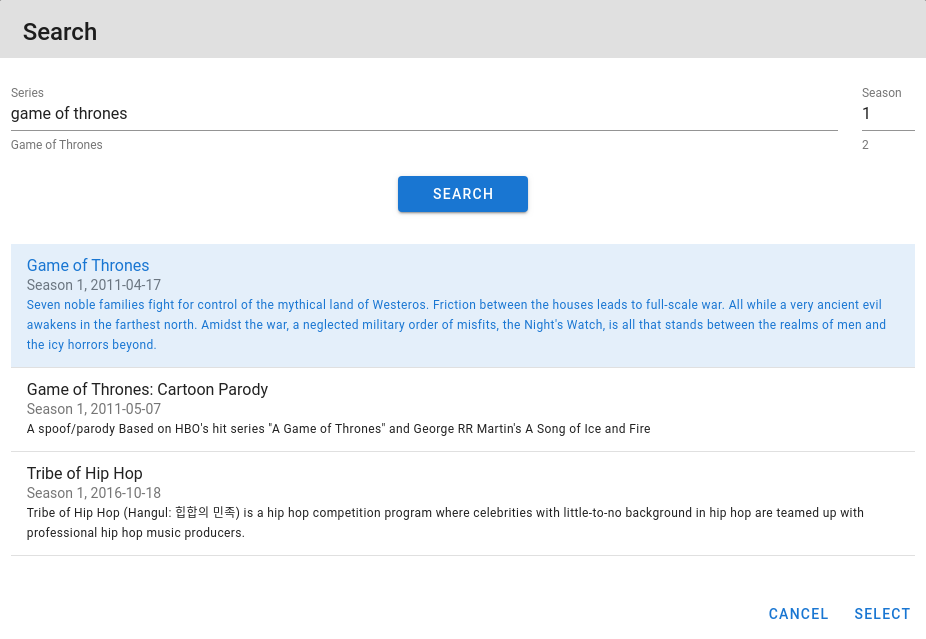 Search
Series
Season
game of thrones
1
Game of Thrones
2
SEARCH
Game of Thrones
Season 1, 2011-04-17
Seven noble families fight for control of the mythical land of Westeros. Friction between the houses leads to full-scale war. All while a very ancient evil
awakens in the farthest north. Amidst the war, a neglected military order of misfits, the Night's Watch, is all that stands between the realms of men and
the icy horrors beyond.
Game of Thrones: Cartoon Parody
Season 1, 2011-05-07
A spoof/parody Based on HBO's hit series "A Game of Thrones" and George RR Martin's A Song of Ice and Fire
Tribe of Hip Hop
Season 1, 2016-10-18
Tribe of Hip Hop (Hangul: 힙합의 민족) is a hip hop competition program where celebrities with little-to-no background in hip hop are teamed up with
professional hip hop music producers.
CANCEL SELECT